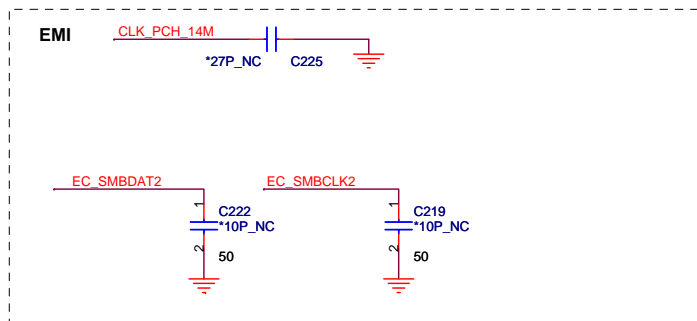 EMI
CLK_PCH_14M
*27P_NC C225
EC_SMBDAT2
EC_SMBCLK2
1
C222
*10P_NC
2
50
1
C219
*10P_NC
2
50